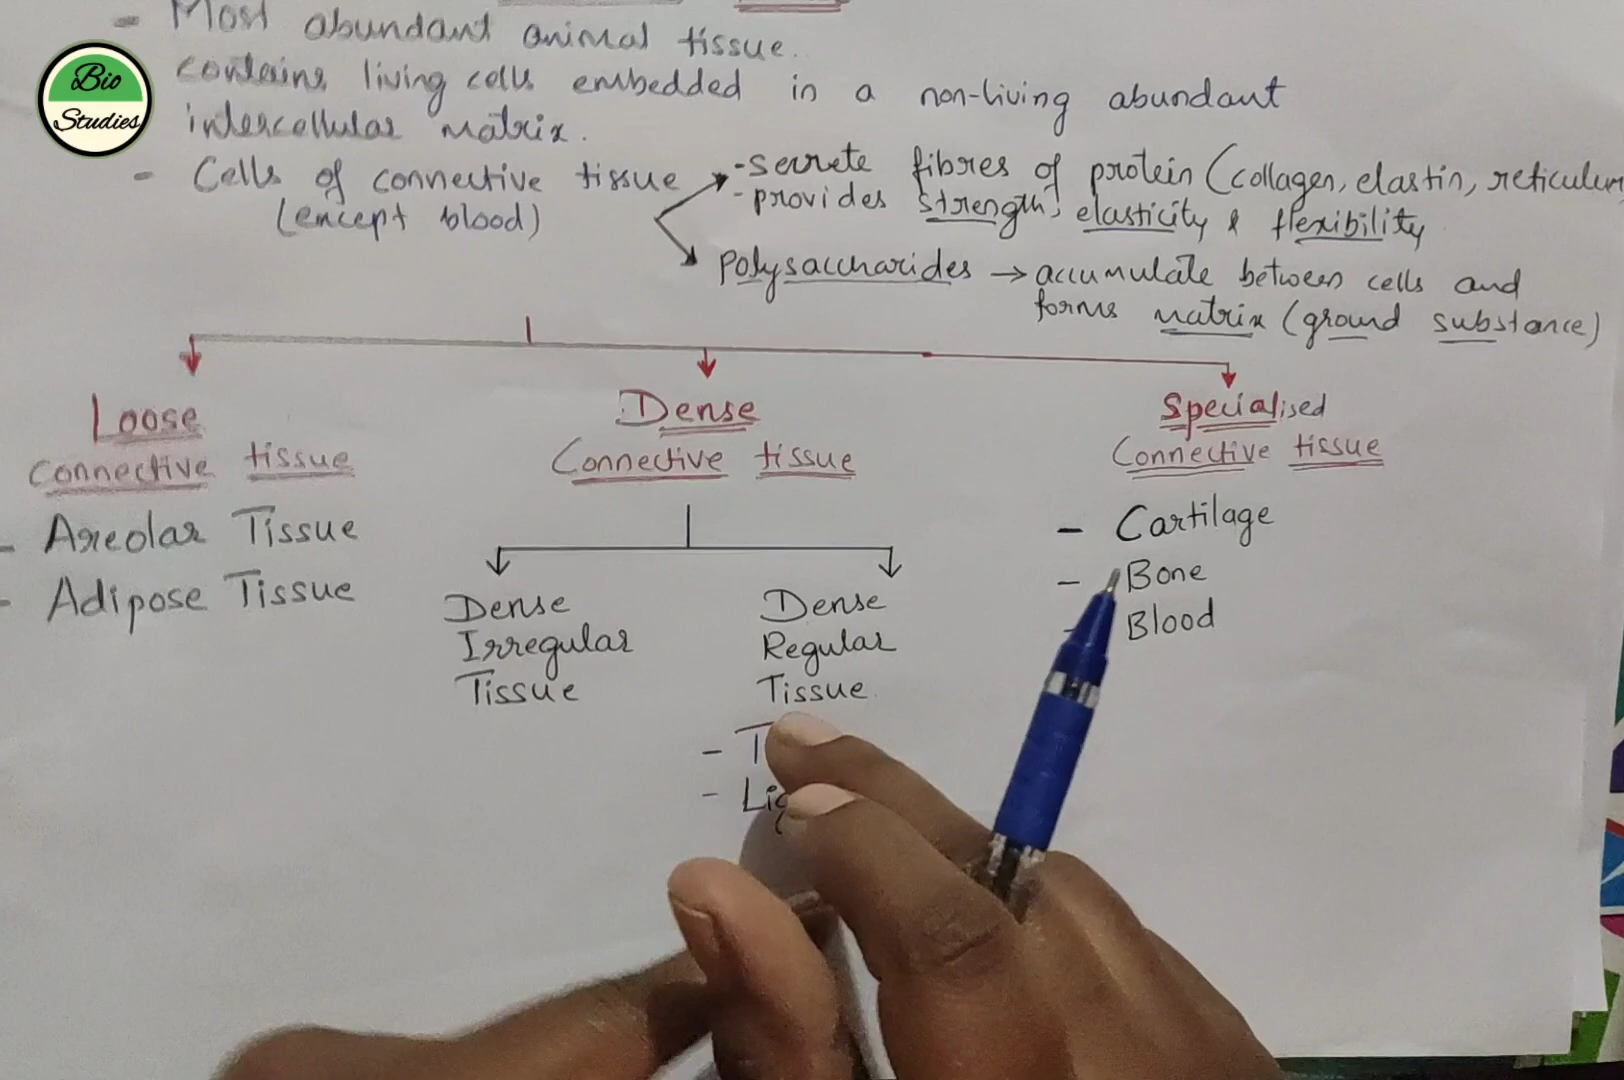 - Most abundant animal tissue.
Bio
Studies
contains living cells embedded in a non-living abundant
intercellular matrix.
- Cells of connective tissue
(except blood)
- secrete fibres of protein (collagen, elastin, reticulum
- provides strength, elasticity & flexibility
polysaccharides → accumulate between cells and
forms matrix (ground substance)
Loose
connective tissue
- Areolar Tissue
- Adipose Tissue
Dense
Connective tissue
Dense
Irregular
Tissue
Dense
Regular
Tissue
- T
- Lig
Specialised
Connective tissue
- Cartilage
- Bone
- Blood